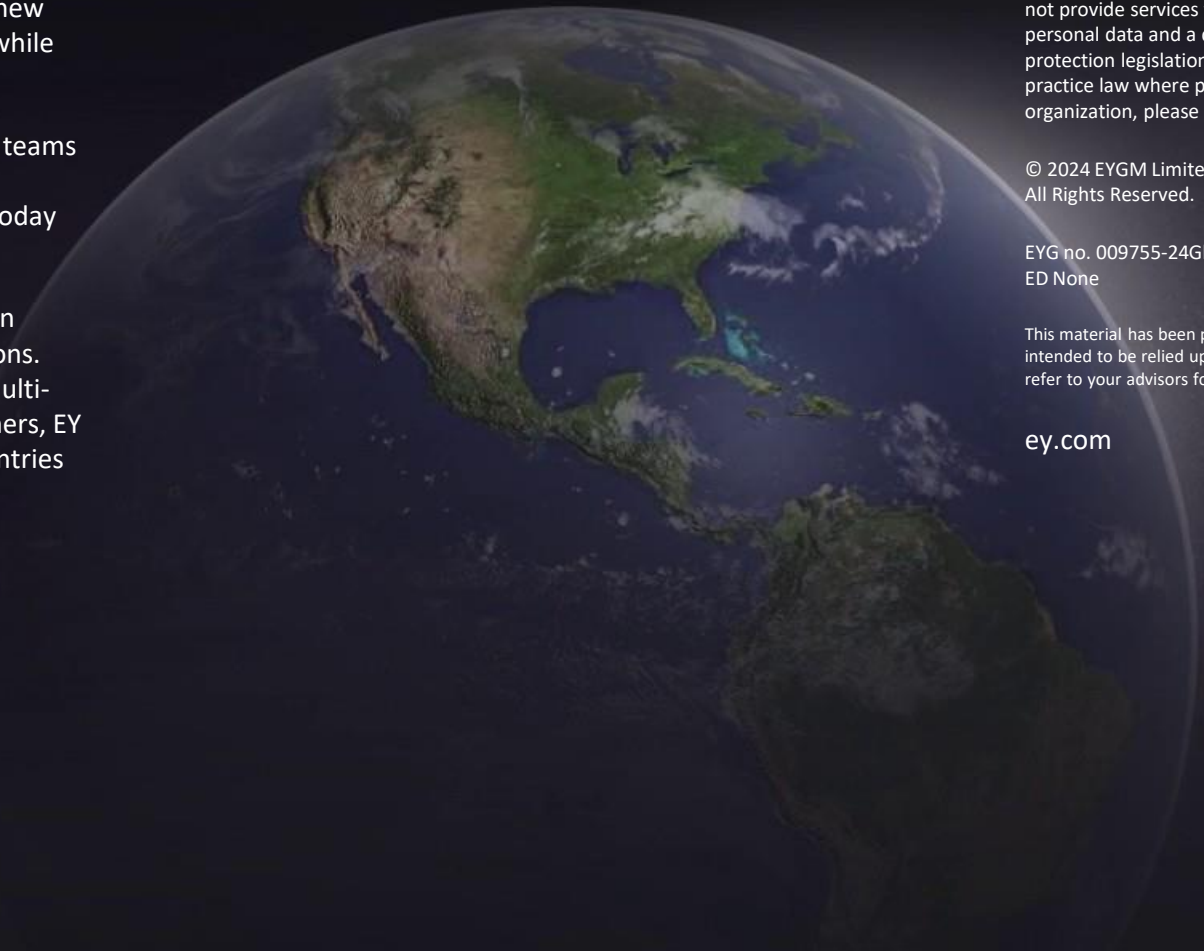 new
while
teams
today
n
ons.
ulti-
ners, EY
ntries
not provide services
personal data and a
protection legislation
practice law where p
organization, please
© 2024 EYGM Limite
All Rights Reserved.
EYG no. 009755-24G
ED None
This material has been p
intended to be relied up
refer to your advisors fo
ey.com